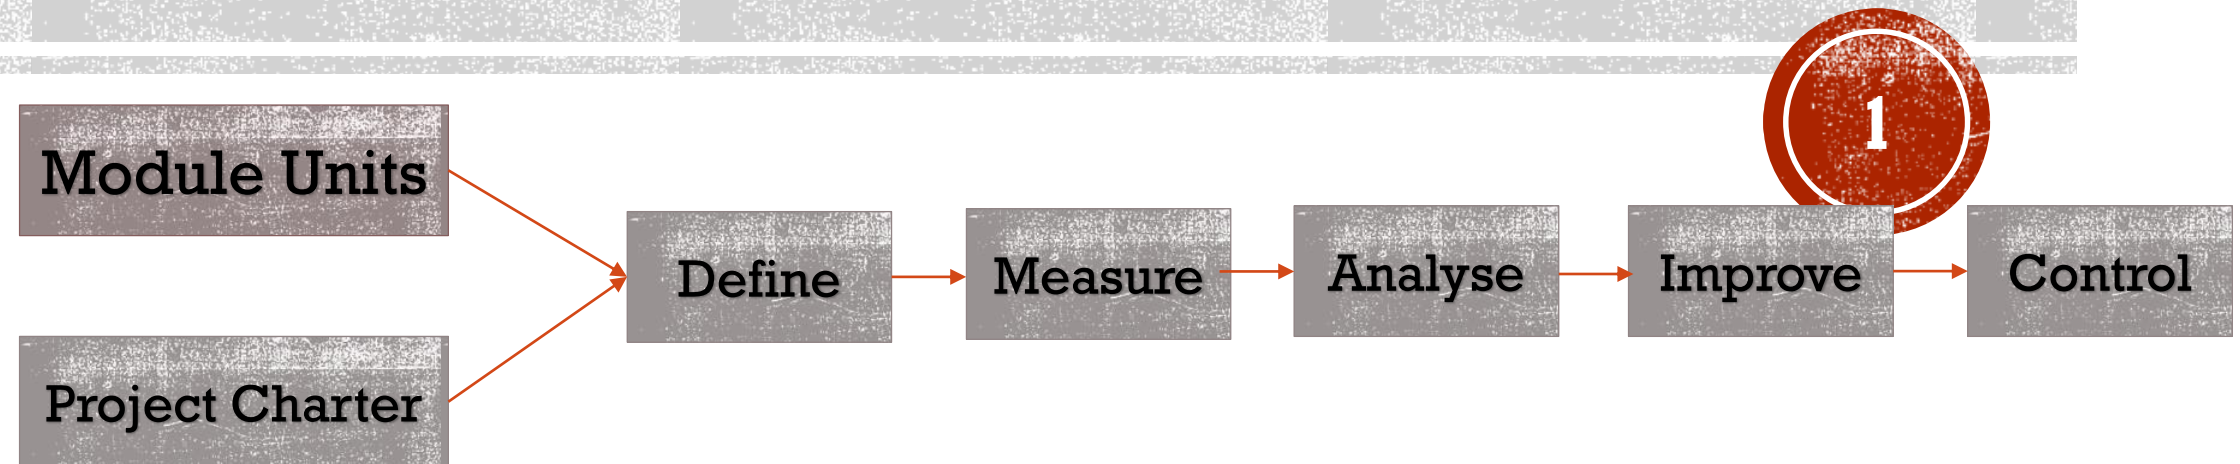 1
Module Units
Define
Measure
Analyse
Improve
Control
Project Charter